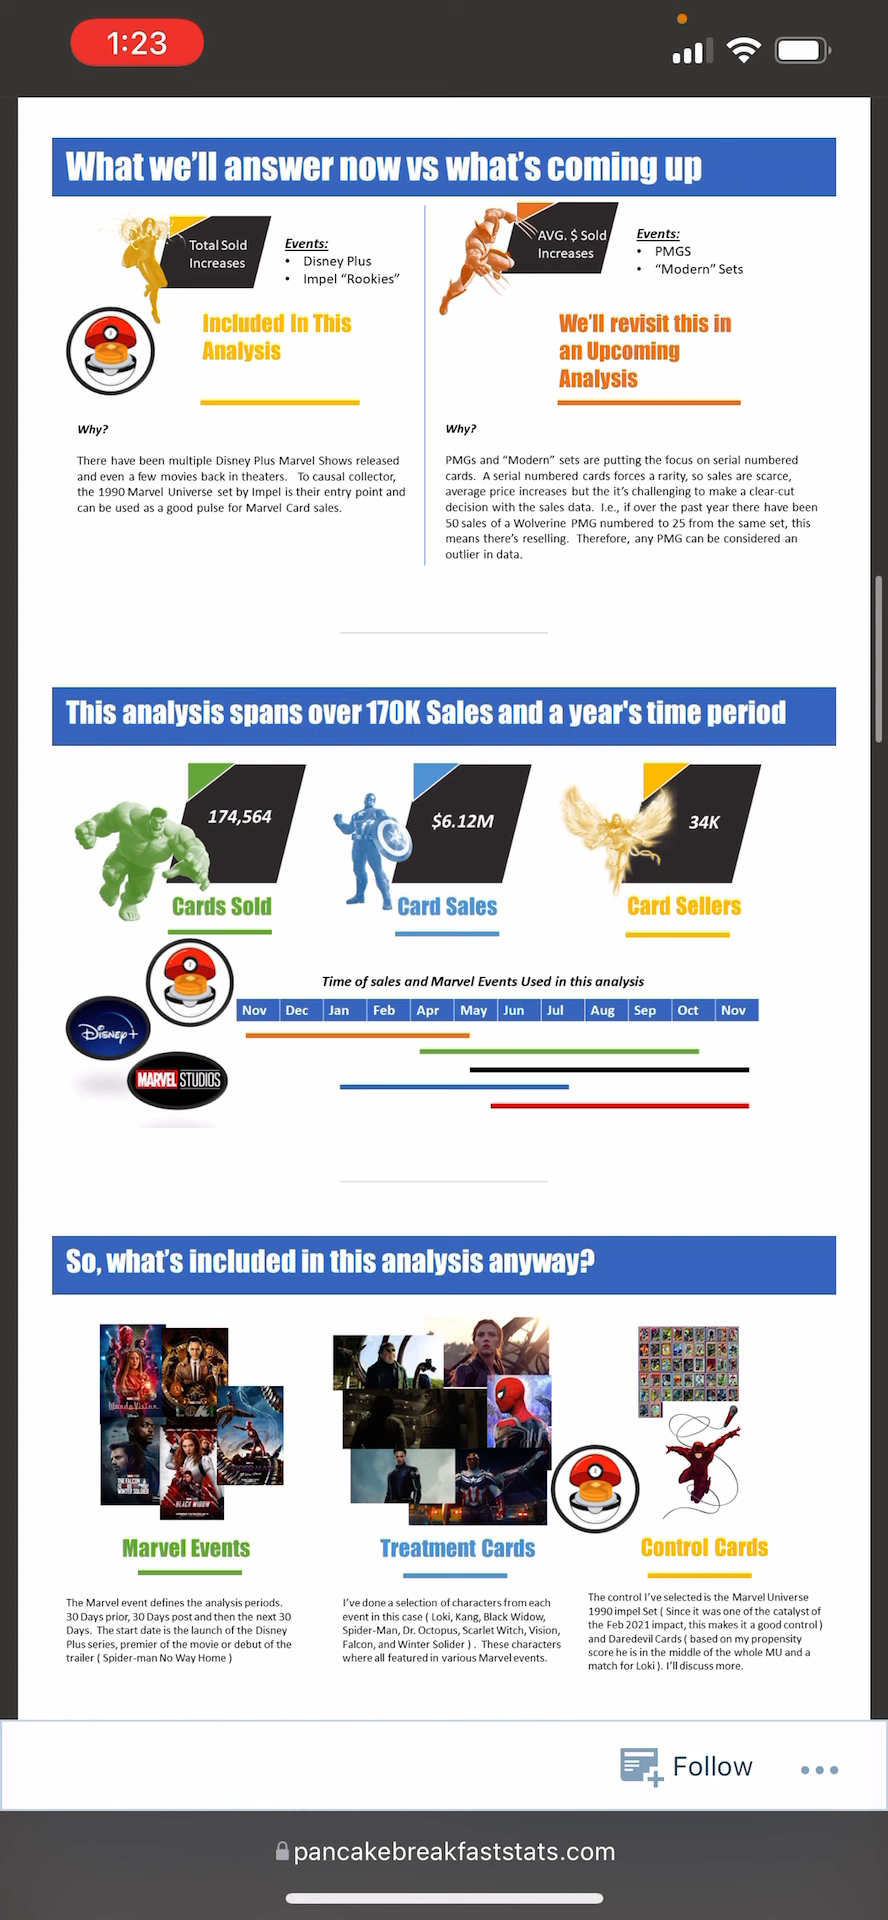 1:23
What we'll answer now vs what's coming up
Total Sold
Increases
Events:
• Disney Plus
• Impel "Rookies"
Included In This
Analysis
Why?
There have been multiple Disney Plus Marvel Shows released
and even a few movies back in theaters. To causal collector,
the 1990 Marvel Universe set by Impel is their entry point and
can be used as a good pulse for Marvel Card sales.
AVG. $ Sold
Increases
Events:
• PMGS
• "Modern" Sets
We'll revisit this in
an Upcoming
Analysis
Why?
PMGs and "Modern" sets are putting the focus on serial numbered
cards. A serial numbered cards forces a rarity, so sales are scarce,
average price increases but the it's challenging to make a clear-cut
decision with the sales data. I.e., if over the past year there have been
50 sales of a Wolverine PMG numbered to 25 from the same set, this
means there's reselling. Therefore, any PMG can be considered an
outlier in data.
This analysis spans over 170K Sales and a year's time period
174,564
Cards Sold
$6.12M
Card Sales
34K
Card Sellers
Time of sales and Marvel Events Used in this analysis
Nov Dec Jan Feb Apr May Jun Jul Aug Sep Oct Nov
Disney+
MARVEL STUDIOS
So, what's included in this analysis anyway?
WandaVision
LOKI
THE FALCON
WINTER SOLDIER
BLACK WIDOW
Marvel Events
The Marvel event defines the analysis periods.
30 Days prior, 30 Days post and then the next 30
Days. The start date is the launch of the Disney
Plus series, premier of the movie or debut of the
trailer ( Spider-man No Way Home )
Treatment Cards
I've done a selection of characters from each
event in this case ( Loki, Kang, Black Widow,
Spider-Man, Dr. Octopus, Scarlet Witch, Vision,
Falcon, and Winter Solider ) . These characters
where all featured in various Marvel events.
Control Cards
The control I've selected is the Marvel Universe
1990 impel Set ( Since it was one of the catalyst of
the Feb 2021 impact, this makes it a good control )
and Daredevil Cards ( based on my propensity
score he is in the middle of the whole MU and a
match for Loki ). I'll discuss more.
Follow
pancakebreakfaststats.com